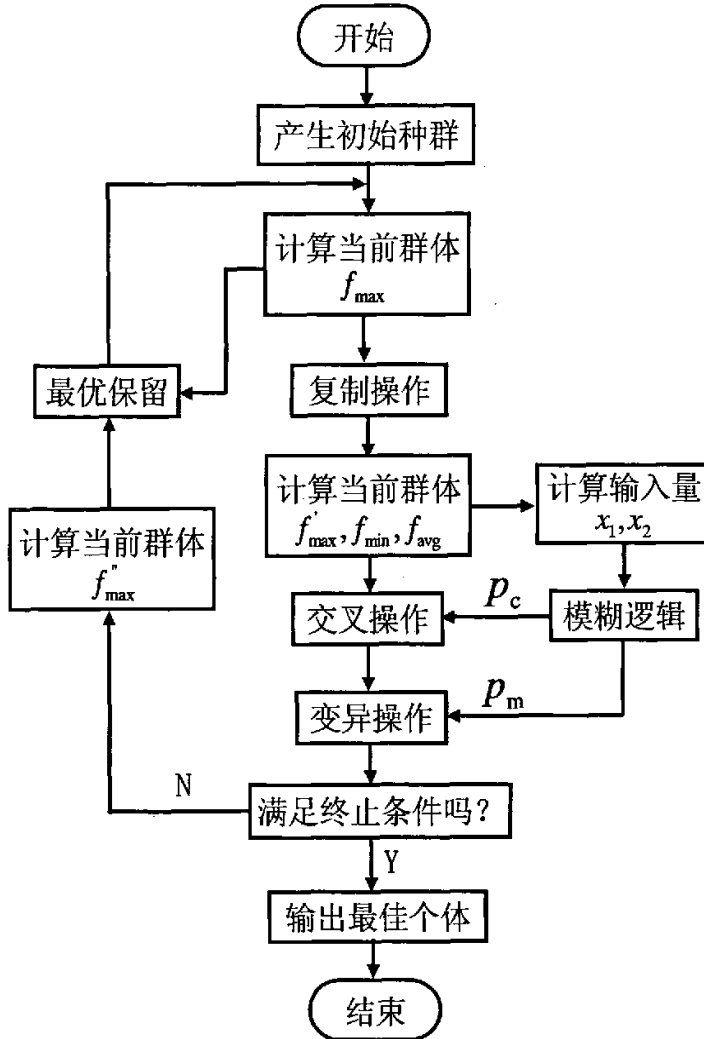 开始
产生初始种群
计算当前群体
f_max
最优保留
复制操作
计算当前群体
f'_max, f_min, f_avg
计算输入量
x₁, x₂
计算当前群体
f''_max
交叉操作
p_c
模糊逻辑
变异操作
p_m
N
满足终止条件吗?
Y
输出最佳个体
结束